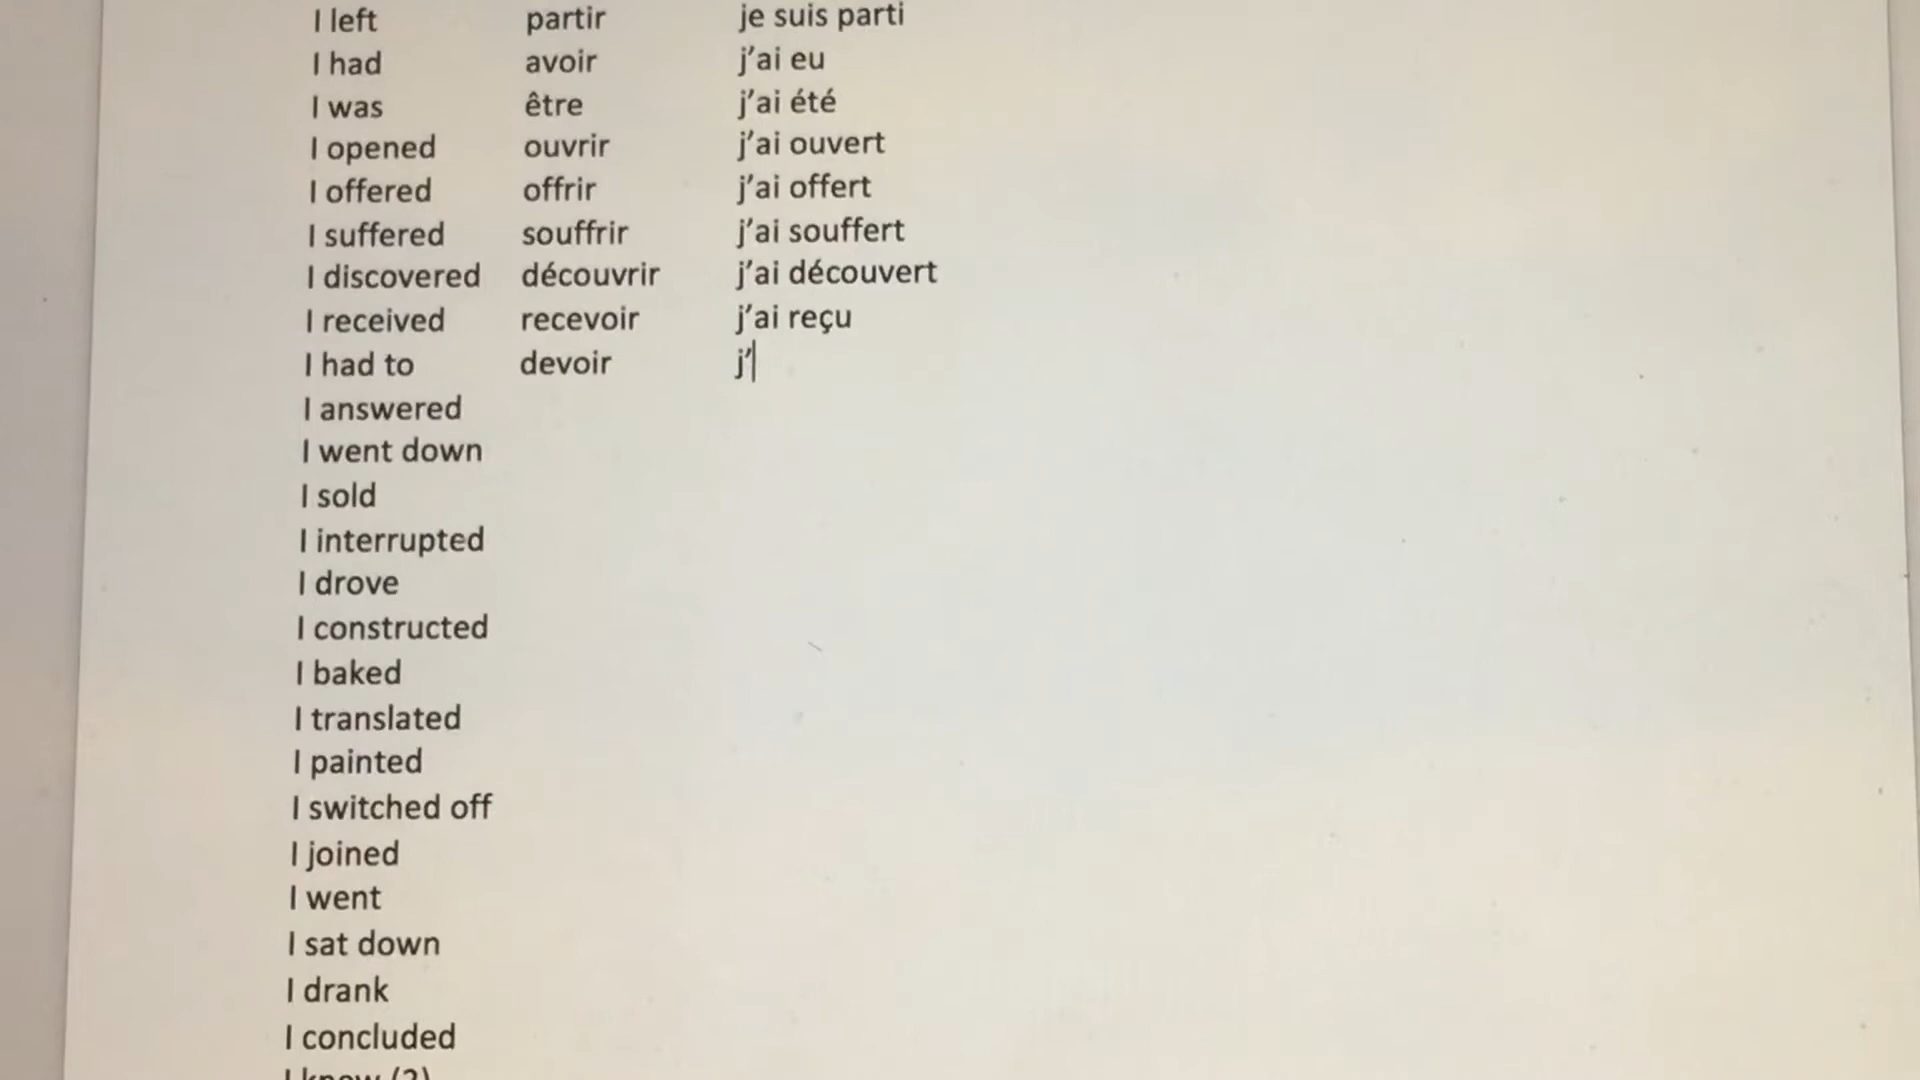 I left partir je suis parti
I had avoir j’ai eu
I was être j’ai été
I opened ouvrir j’ai ouvert
I offered offrir j’ai offert
I suffered souffrir j’ai souffert
I discovered découvrir j’ai découvert
I received recevoir j’ai reçu
I had to devoir j’
I answered
I went down
I sold
I interrupted
I drove
I constructed
I baked
I translated
I painted
I switched off
I joined
I went
I sat down
I drank
I concluded